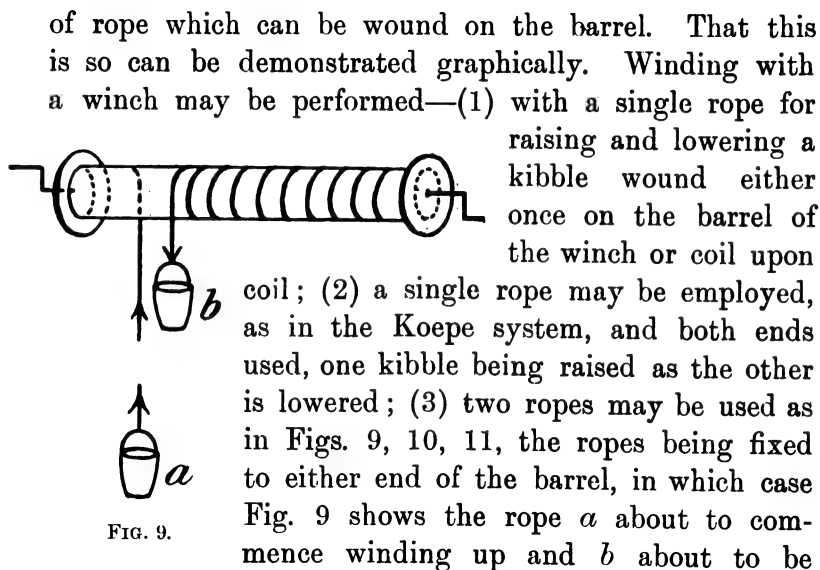 of rope which can be wound on the barrel. That this
is so can be demonstrated graphically. Winding with
a winch may be performed—(1) with a single rope for
raising and lowering a
kibble wound either
once on the barrel of
the winch or coil upon
coil; (2) a single rope may be employed,
as in the Koepe system, and both ends
used, one kibble being raised as the other
is lowered; (3) two ropes may be used as
in Figs. 9, 10, 11, the ropes being fixed
to either end of the barrel, in which case
Fig. 9 shows the rope a about to com-
mence winding up and b about to be
b
a
FIG. 9.